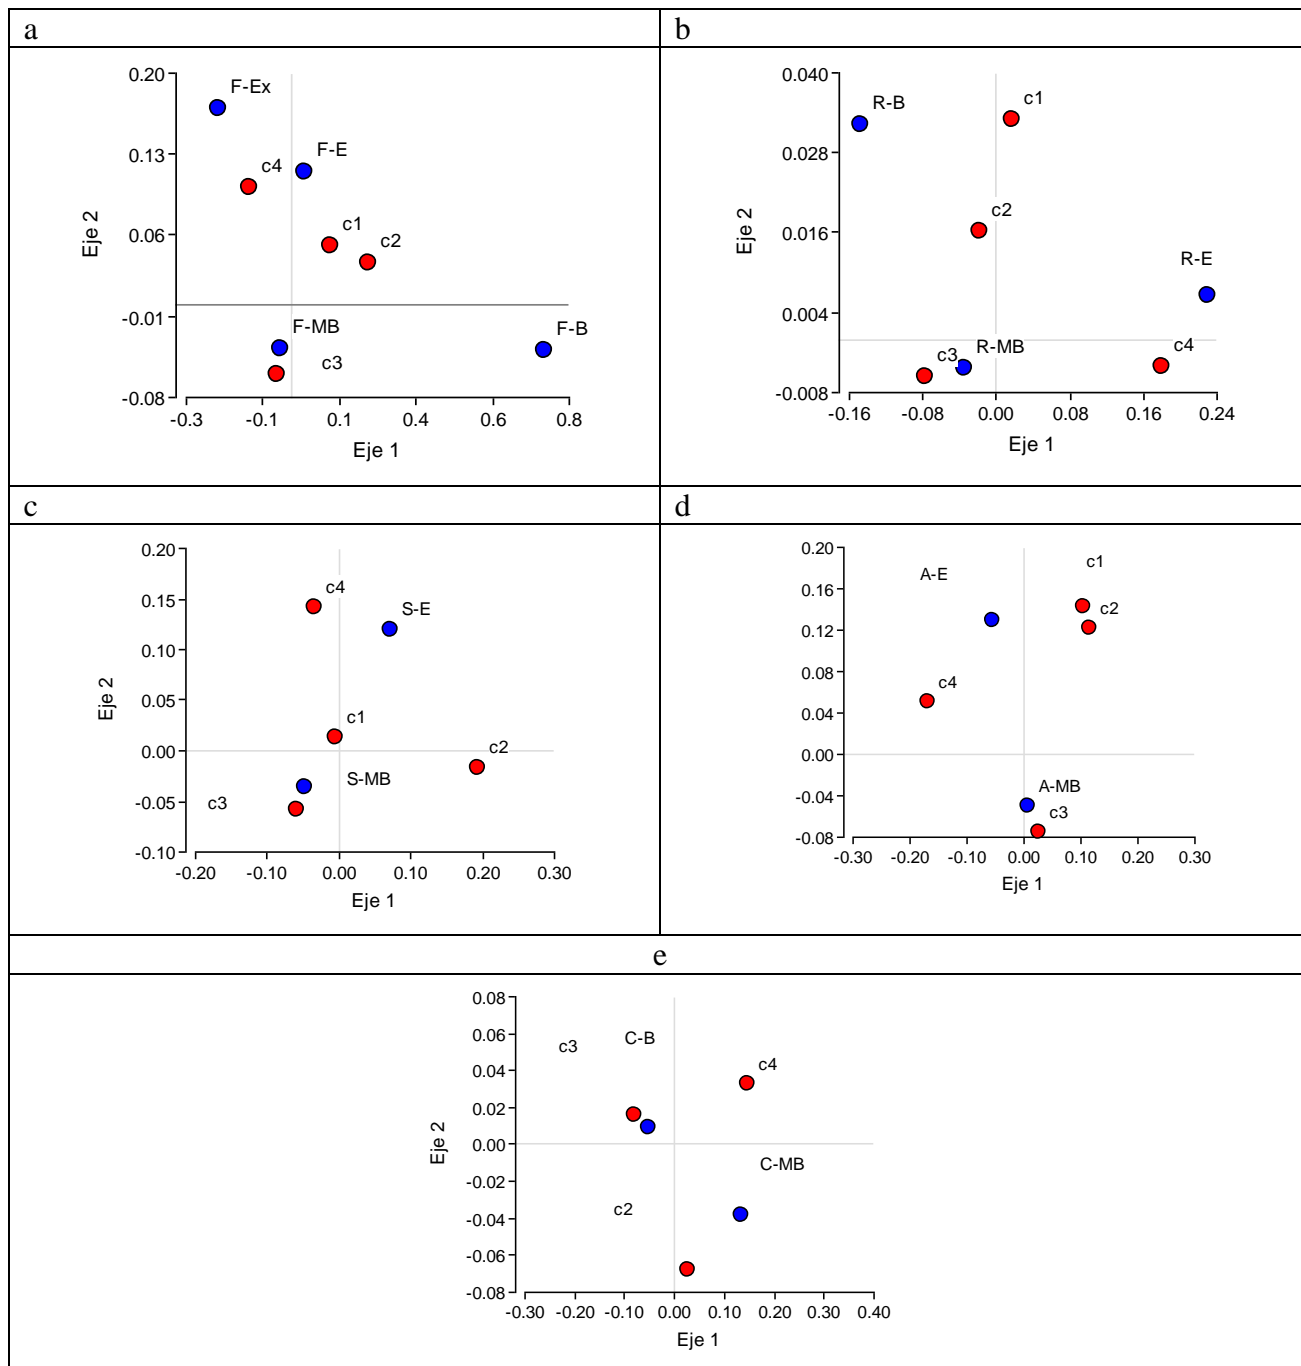 a
b
0.20
0.13
0.06
-0.01
-0.08
Eje 2
F-Ex
F-E
c4
c1
c2
F-MB
c3
F-B
-0.3
-0.1
0.1
0.4
0.6
0.8
Eje 1
0.040
0.028
0.016
0.004
-0.008
Eje 2
R-B
c1
c2
R-E
c3
R-MB
c4
-0.16
-0.08
0.00
0.08
0.16
0.24
Eje 1
c
d
0.20
0.15
0.10
0.05
0.00
-0.05
-0.10
Eje 2
c4
S-E
c1
c2
S-MB
c3
-0.20
-0.10
0.00
0.10
0.20
0.30
Eje 1
0.20
0.16
0.12
0.08
0.04
0.00
-0.04
-0.08
Eje 2
A-E
c1
c2
c4
A-MB
c3
-0.30
-0.20
-0.10
0.00
0.10
0.20
0.30
Eje 1
e
0.08
0.06
0.04
0.02
0.00
-0.02
-0.04
-0.06
-0.08
Eje 2
c3
C-B
c4
C-MB
c2
-0.30
-0.20
-0.10
0.00
0.10
0.20
0.30
0.40
Eje 1